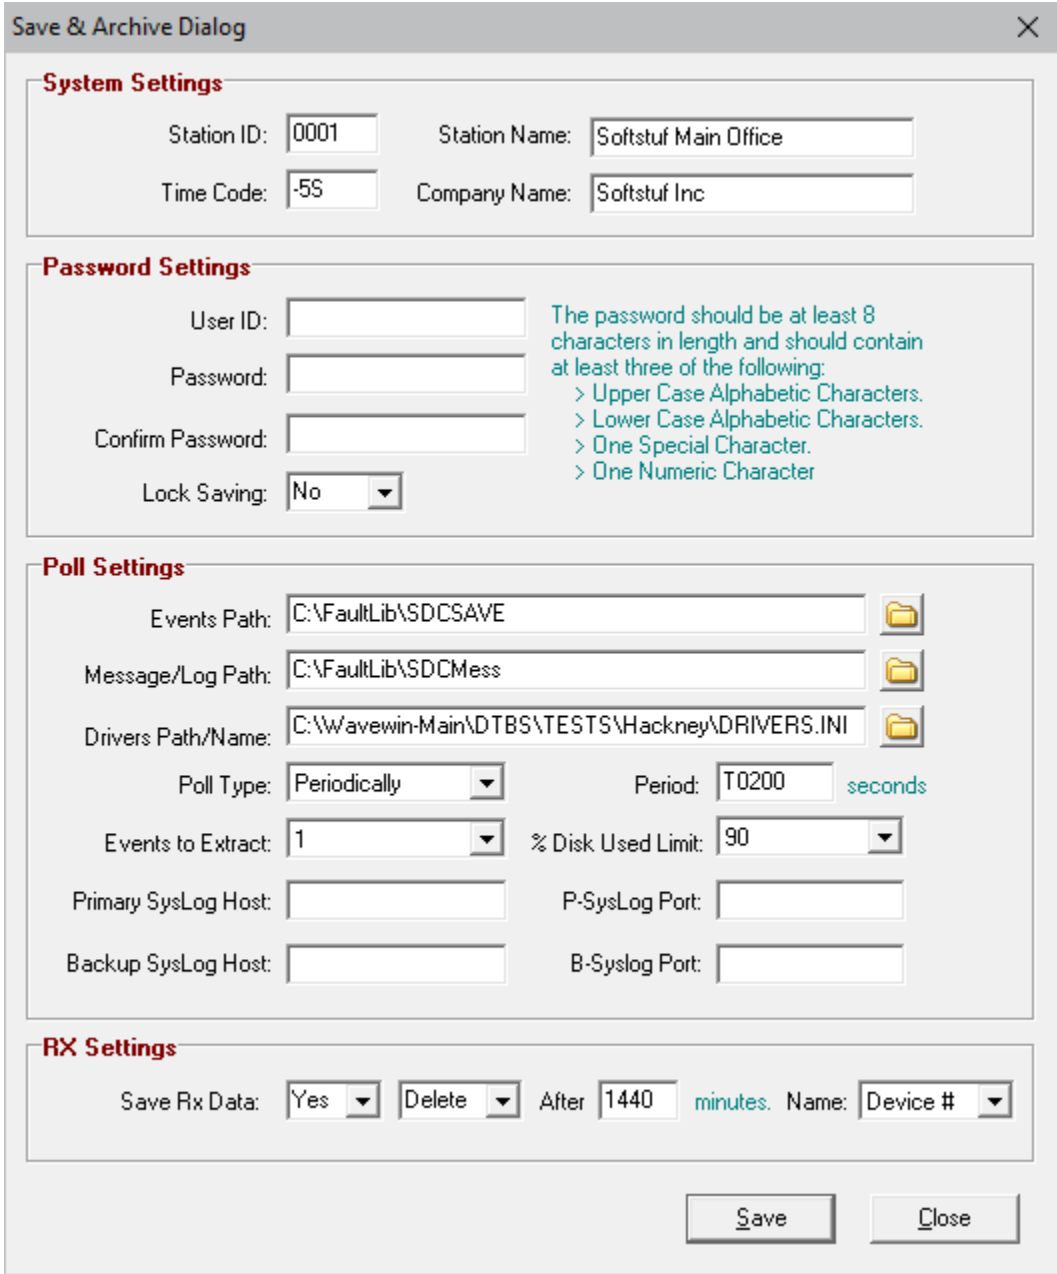 Save & Archive Dialog
System Settings
Station ID: 0001 Station Name: Softstuf Main Office
Time Code: -5S Company Name: Softstuf Inc
Password Settings
User ID:
The password should be at least 8
characters in length and should contain
at least three of the following:
> Upper Case Alphabetic Characters.
> Lower Case Alphabetic Characters.
> One Special Character.
> One Numeric Character
Password:
Confirm Password:
Lock Saving: No
Poll Settings
Events Path: C:\FaultLib\SDCSAVE
Message/Log Path: C:\FaultLib\SDCMess
Drivers Path/Name: C:\Wavewin-Main\DTBS\TESTS\Hackney\DRIVERS.INI
Poll Type: Periodically Period: T0200 seconds
Events to Extract: 1 % Disk Used Limit: 90
Primary SysLog Host: P-SysLog Port:
Backup SysLog Host: B-Syslog Port:
RX Settings
Save Rx Data: Yes Delete After 1440 minutes. Name: Device #
Save Close